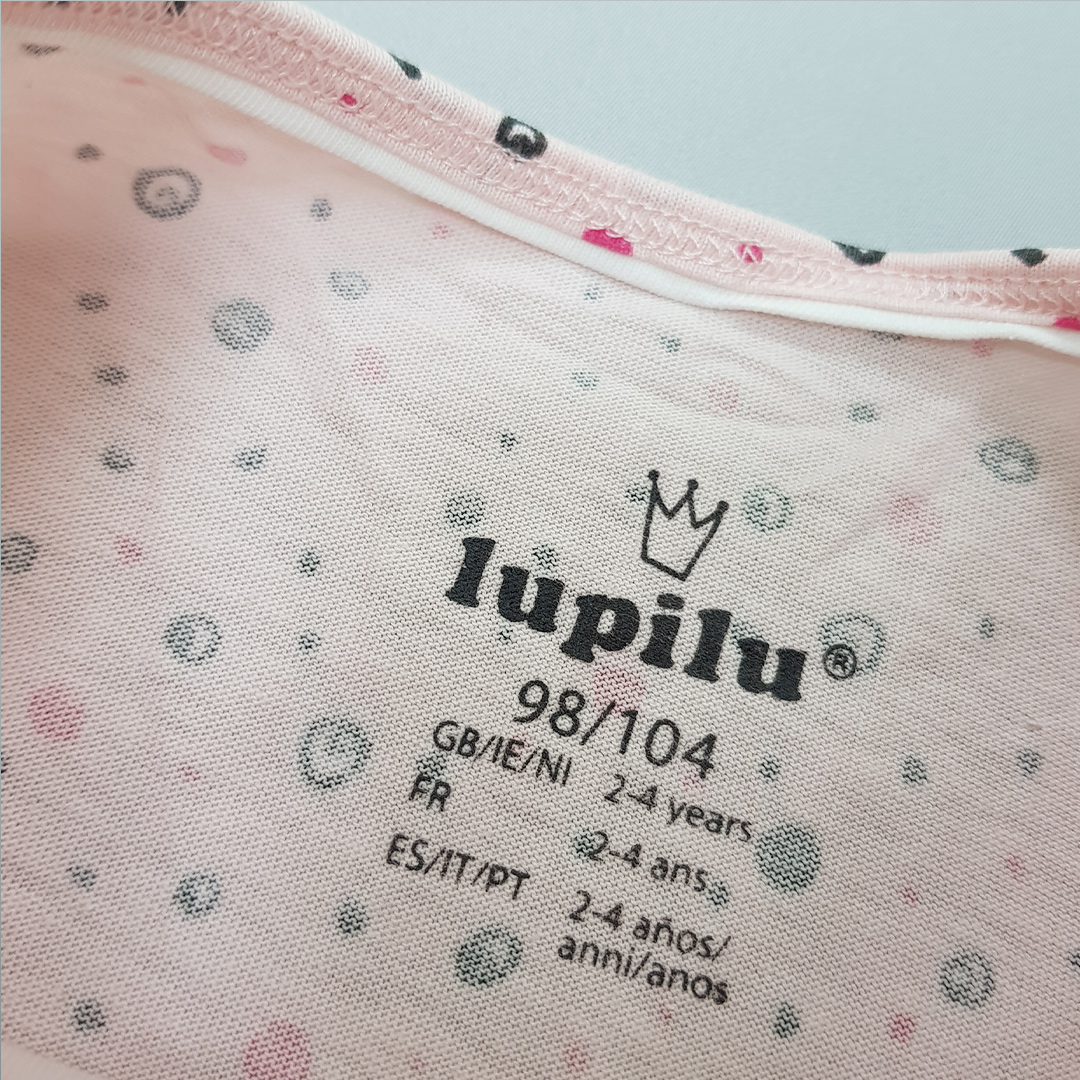 lupilu®
98/104
GB/IE/NI 2-4 years
FR 2-4 ans
ES/IT/PT 2-4 años/
anni/anos